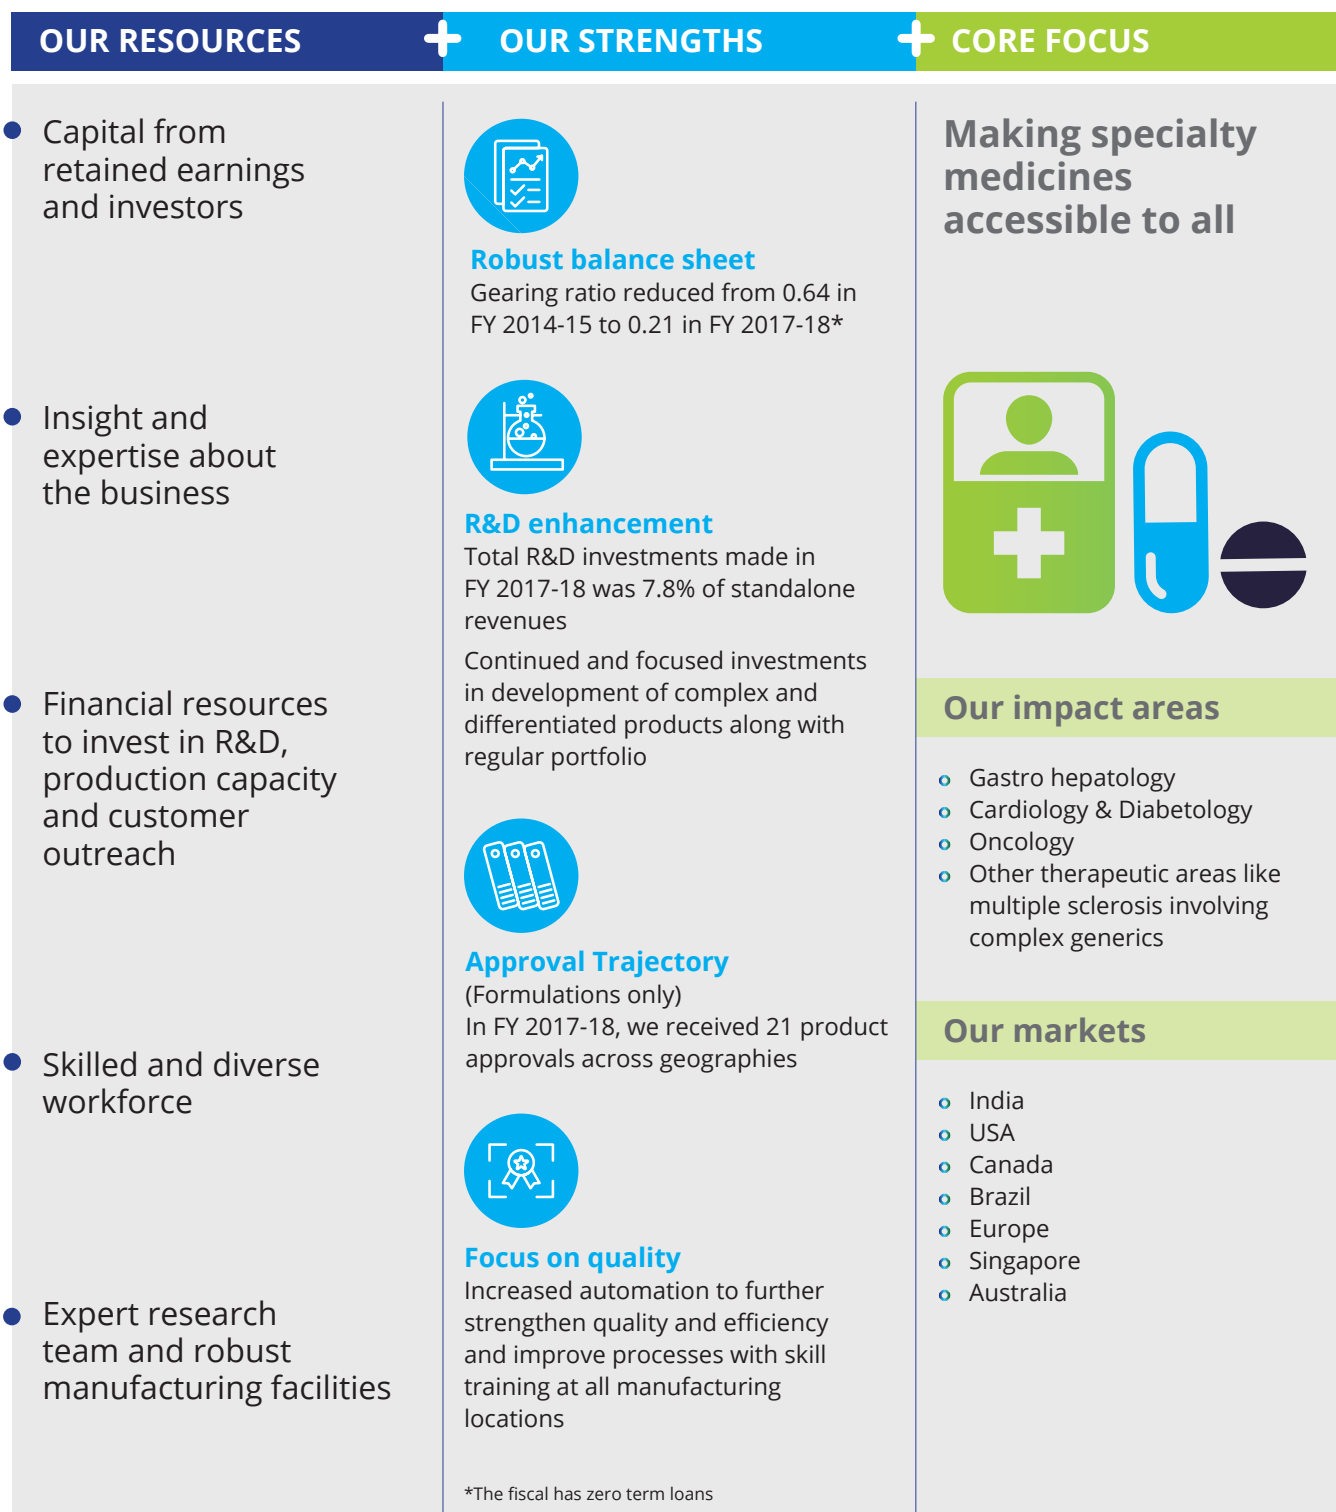 OUR RESOURCES
Capital from
retained earnings
and investors
Insight and
expertise about
the business
Financial resources
to invest in R&D,
production capacity
and customer
outreach
Skilled and diverse
workforce
Expert research
team and robust
manufacturing facilities
OUR STRENGTHS
Robust balance sheet
Gearing ratio reduced from 0.64 in
FY 2014-15 to 0.21 in FY 2017-18*
R&D enhancement
Total R&D investments made in
FY 2017-18 was 7.8% of standalone
revenues
Continued and focused investments
in development of complex and
differentiated products along with
regular portfolio
Approval Trajectory
(Formulations only)
In FY 2017-18, we received 21 product
approvals across geographies
Focus on quality
Increased automation to further
strengthen quality and efficiency
and improve processes with skill
training at all manufacturing
locations
*The fiscal has zero term loans
CORE FOCUS
Making specialty
medicines
accessible to all
Our impact areas
Gastro hepatology
Cardiology & Diabetology
Oncology
Other therapeutic areas like
multiple sclerosis involving
complex generics
Our markets
India
USA
Canada
Brazil
Europe
Singapore
Australia